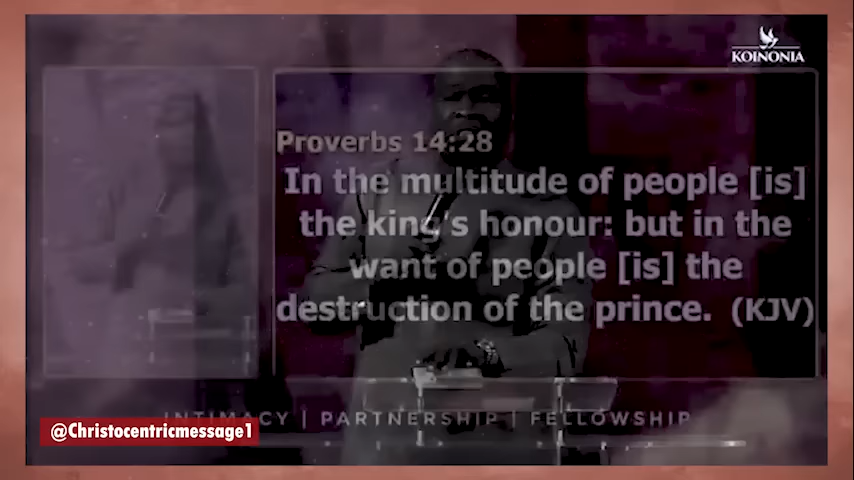 KOINONIA
Proverbs 14:28
In the multitude of people [is]
the king's honour: but in the
want of people [is] the
destruction of the prince. (KJV)
INTIMACY | PARTNERSHIP | FELLOWSHIP
@Christocentricmessage1